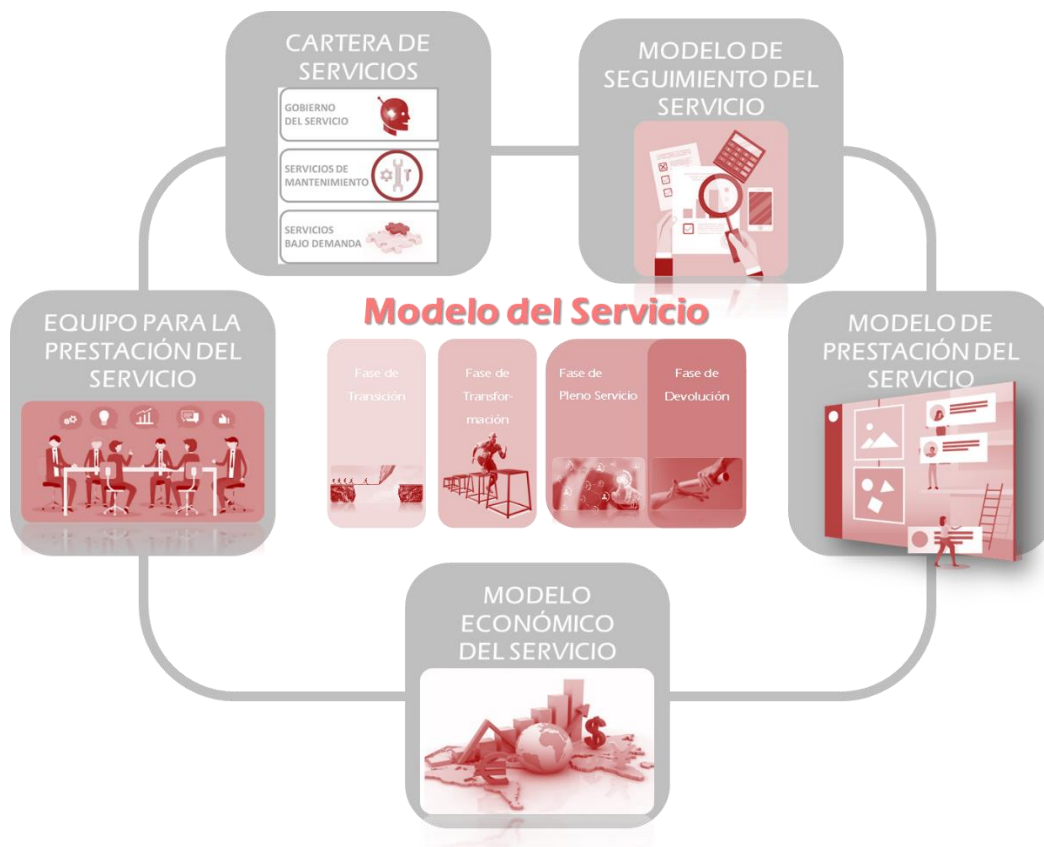 CARTERA DE
SERVICIOS
GOBIERNO
DEL SERVICIO
SERVICIOS DE
MANTENIMIENTO
SERVICIOS
BAJO DEMANDA
MODELO DE
SEGUIMIENTO DEL
SERVICIO
EQUIPO PARA LA
PRESTACIÓN DEL
SERVICIO
Modelo del Servicio
Fase de
Transición
Fase de
Transfor-
mación
Fase de
Pleno Servicio
Fase de
Devolución
MODELO DE
PRESTACIÓN DEL
SERVICIO
MODELO
ECONÓMICO
DEL SERVICIO